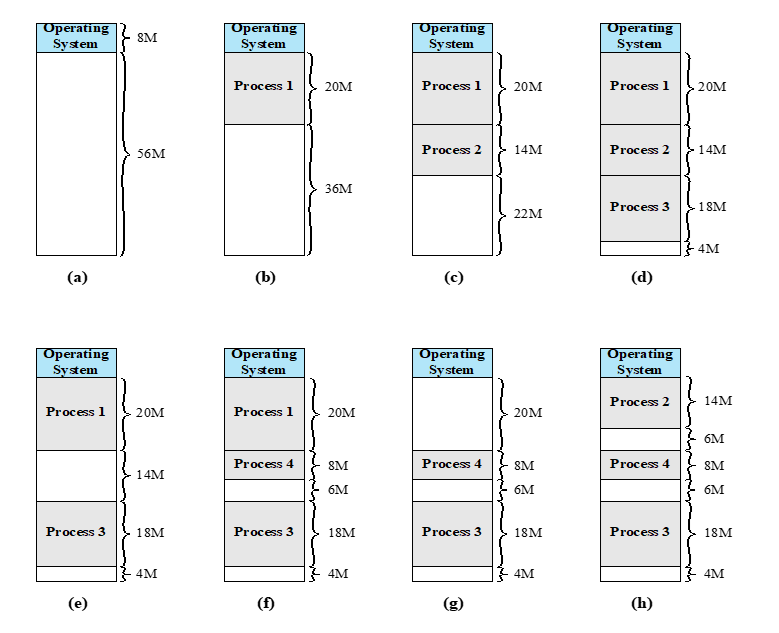 Operating
System
8M
56M
(a)
Operating
System
Process 1
20M
36M
(b)
Operating
System
Process 1
20M
Process 2
14M
22M
(c)
Operating
System
Process 1
20M
Process 2
14M
Process 3
18M
4M
(d)
Operating
System
Process 1
20M
14M
Process 3
18M
4M
(e)
Operating
System
Process 1
20M
Process 4
8M
6M
Process 3
18M
4M
(f)
Operating
System
20M
Process 4
8M
6M
Process 3
18M
4M
(g)
Operating
System
Process 2
14M
6M
Process 4
8M
6M
Process 3
18M
4M
(h)